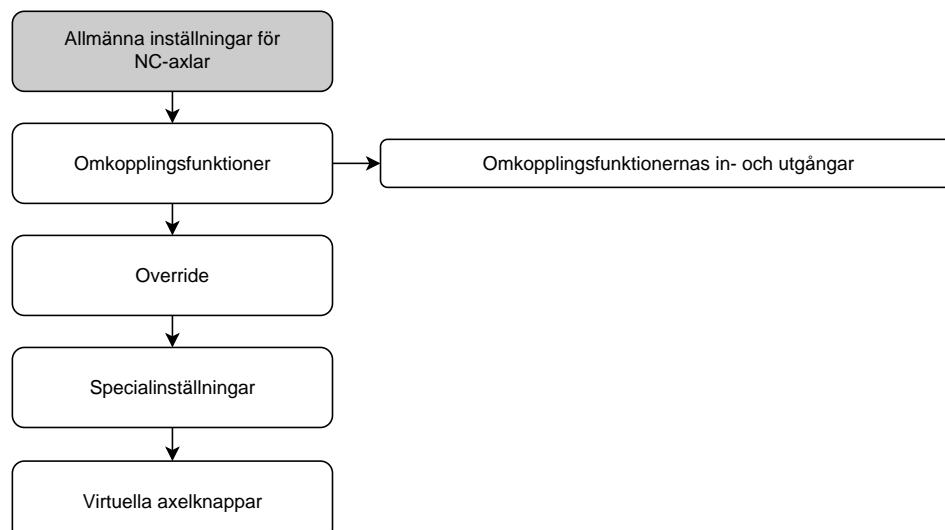 Allmänna inställningar för
NC-axlar
Omkopplingsfunktioner
Omkopplingsfunktionernas in- och utgångar
Override
Specialinställningar
Virtuella axelknappar